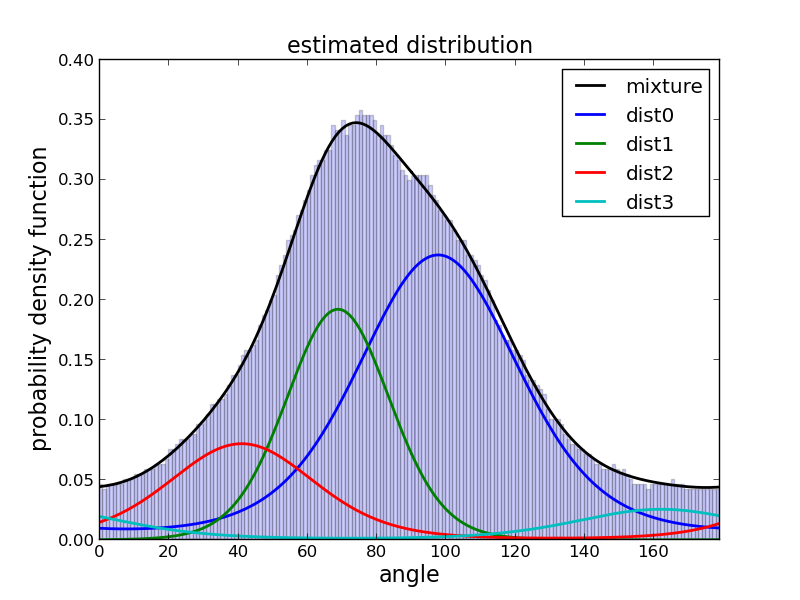 estimated distribution
0.40
0.35
0.30
0.25
0.20
0.15
0.10
0.05
0.00
probability density function
mixture
dist0
dist1
dist2
dist3
0 20 40 60 80 100 120 140 160
angle